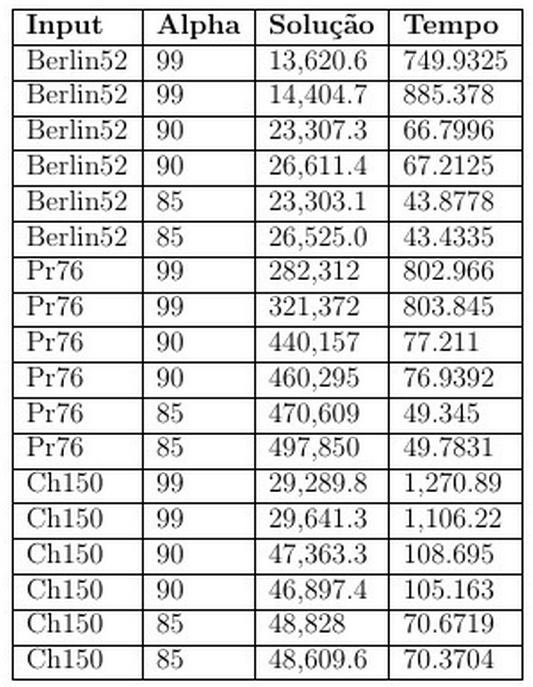 Input Alpha Solução Tempo
Berlin52 99 13,620.6 749.9325
Berlin52 99 14,404.7 885.378
Berlin52 90 23,307.3 66.7996
Berlin52 90 26,611.4 67.2125
Berlin52 85 23,303.1 43.8778
Berlin52 85 26,525.0 43.4335
Pr76 99 282,312 802.966
Pr76 99 321,372 803.845
Pr76 90 440,157 77.211
Pr76 90 460,295 76.9392
Pr76 85 470,609 49.345
Pr76 85 497,850 49.7831
Ch150 99 29,289.8 1,270.89
Ch150 99 29,641.3 1,106.22
Ch150 90 47,363.3 108.695
Ch150 90 46,897.4 105.163
Ch150 85 48,828 70.6719
Ch150 85 48,609.6 70.3704